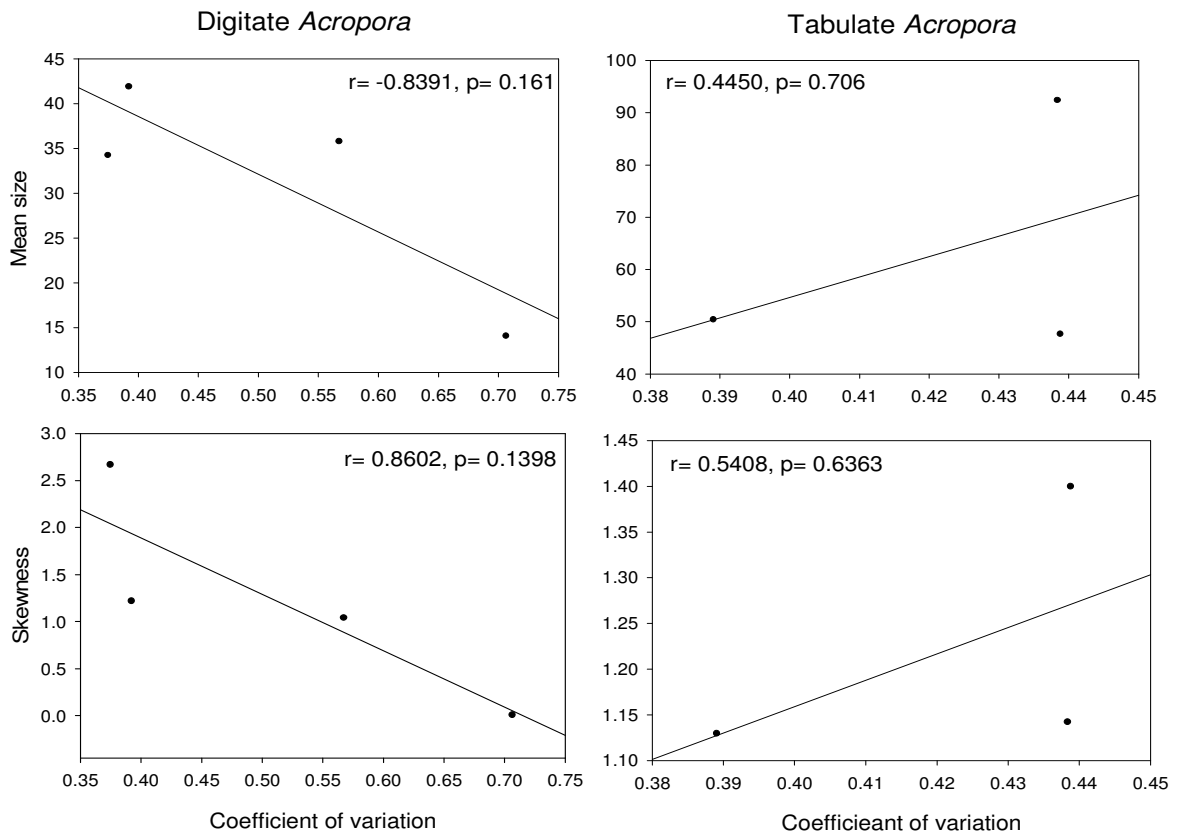 Digitate Acropora
Tabulate Acropora
r= -0.8391, p= 0.161
Mean size
45
40
35
30
25
20
15
10
0.35 0.40 0.45 0.50 0.55 0.60 0.65 0.70 0.75
r= 0.4450, p= 0.706
100
90
80
70
60
50
40
0.38 0.39 0.40 0.41 0.42 0.43 0.44 0.45
r= 0.8602, p= 0.1398
Skewness
3.0
2.5
2.0
1.5
1.0
0.5
0.0
0.35 0.40 0.45 0.50 0.55 0.60 0.65 0.70 0.75
Coefficient of variation
r= 0.5408, p= 0.6363
1.45
1.40
1.35
1.30
1.25
1.20
1.15
1.10
0.38 0.39 0.40 0.41 0.42 0.43 0.44 0.45
Coefficieant of variation